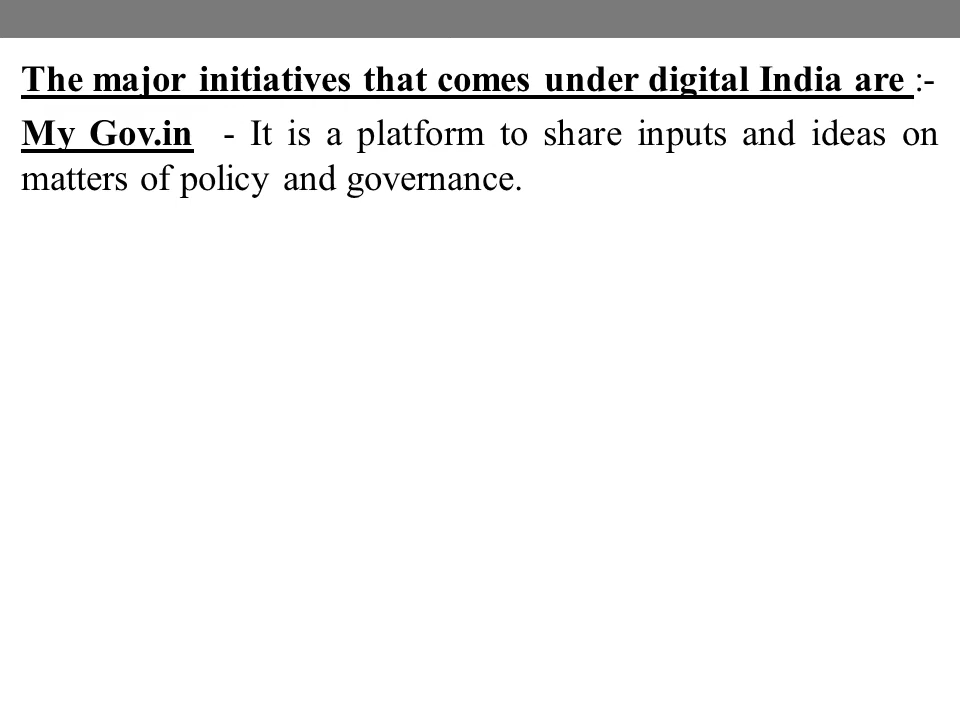 The major initiatives that comes under digital India are :-
My Gov.in - It is a platform to share inputs and ideas on
matters of policy and governance.